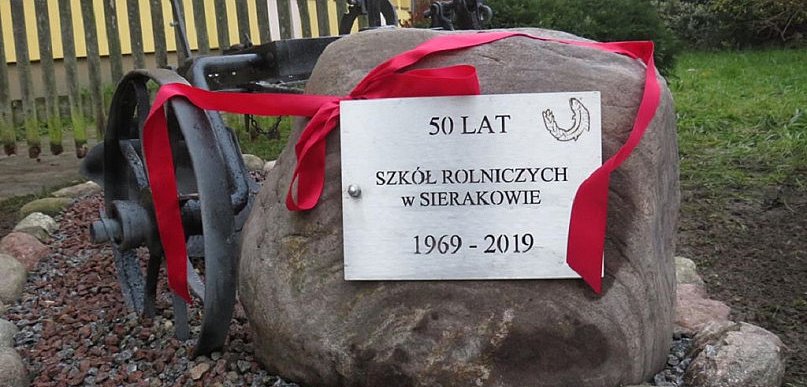 50 LAT
SZKÓŁ ROLNICZYCH
w SIERAKOWIE
1969 - 2019